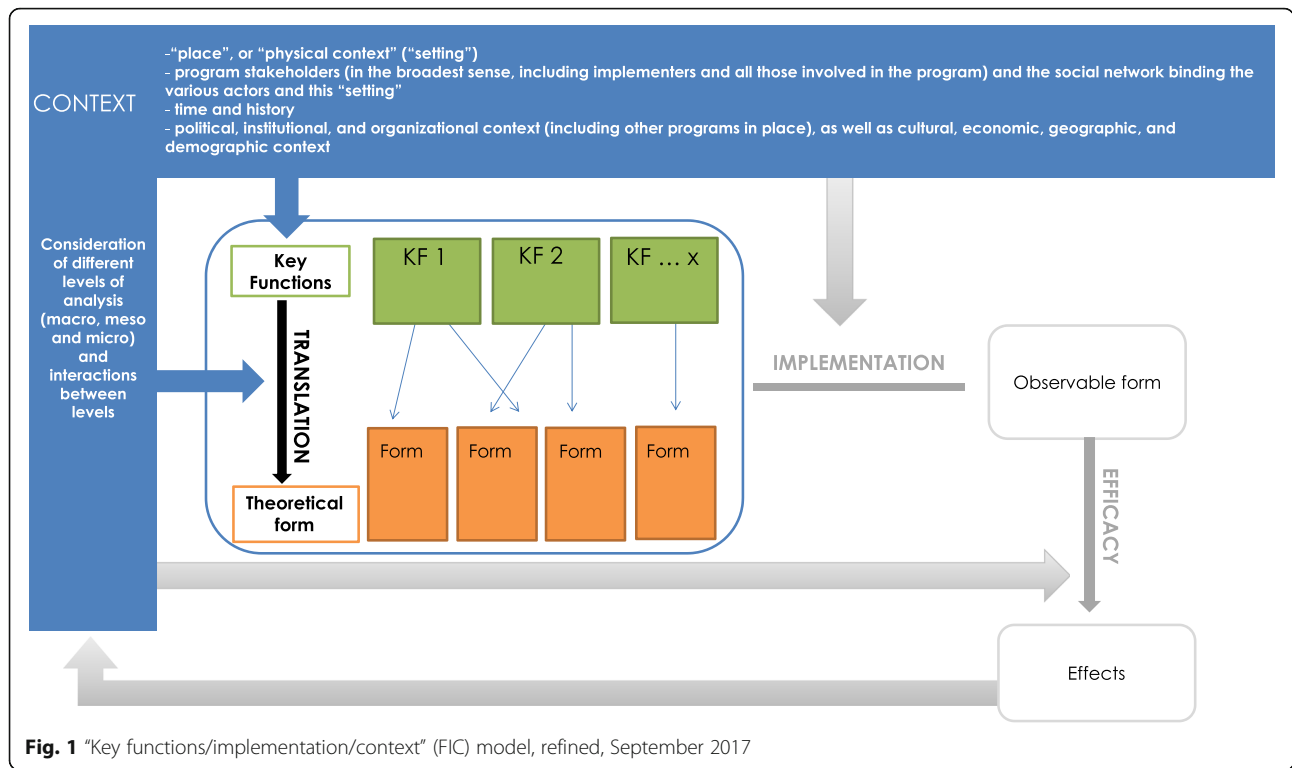 CONTEXT
-“place”, or “physical context” (“setting”)
- program stakeholders (in the broadest sense, including implementers and all those involved in the program) and the social network binding the
various actors and this “setting”
- time and history
- political, institutional, and organizational context (including other programs in place), as well as cultural, economic, geographic, and
demographic context
Consideration
of different
levels of
analysis
(macro, meso
and micro)
and
interactions
between
levels
Key
Functions
KF 1
KF 2
KF ... x
TRANSLATION
Theoretical
form
Form
Form
Form
Form
IMPLEMENTATION
Observable form
EFFICACY
Effects
Fig. 1 “Key functions/implementation/context” (FIC) model, refined, September 2017